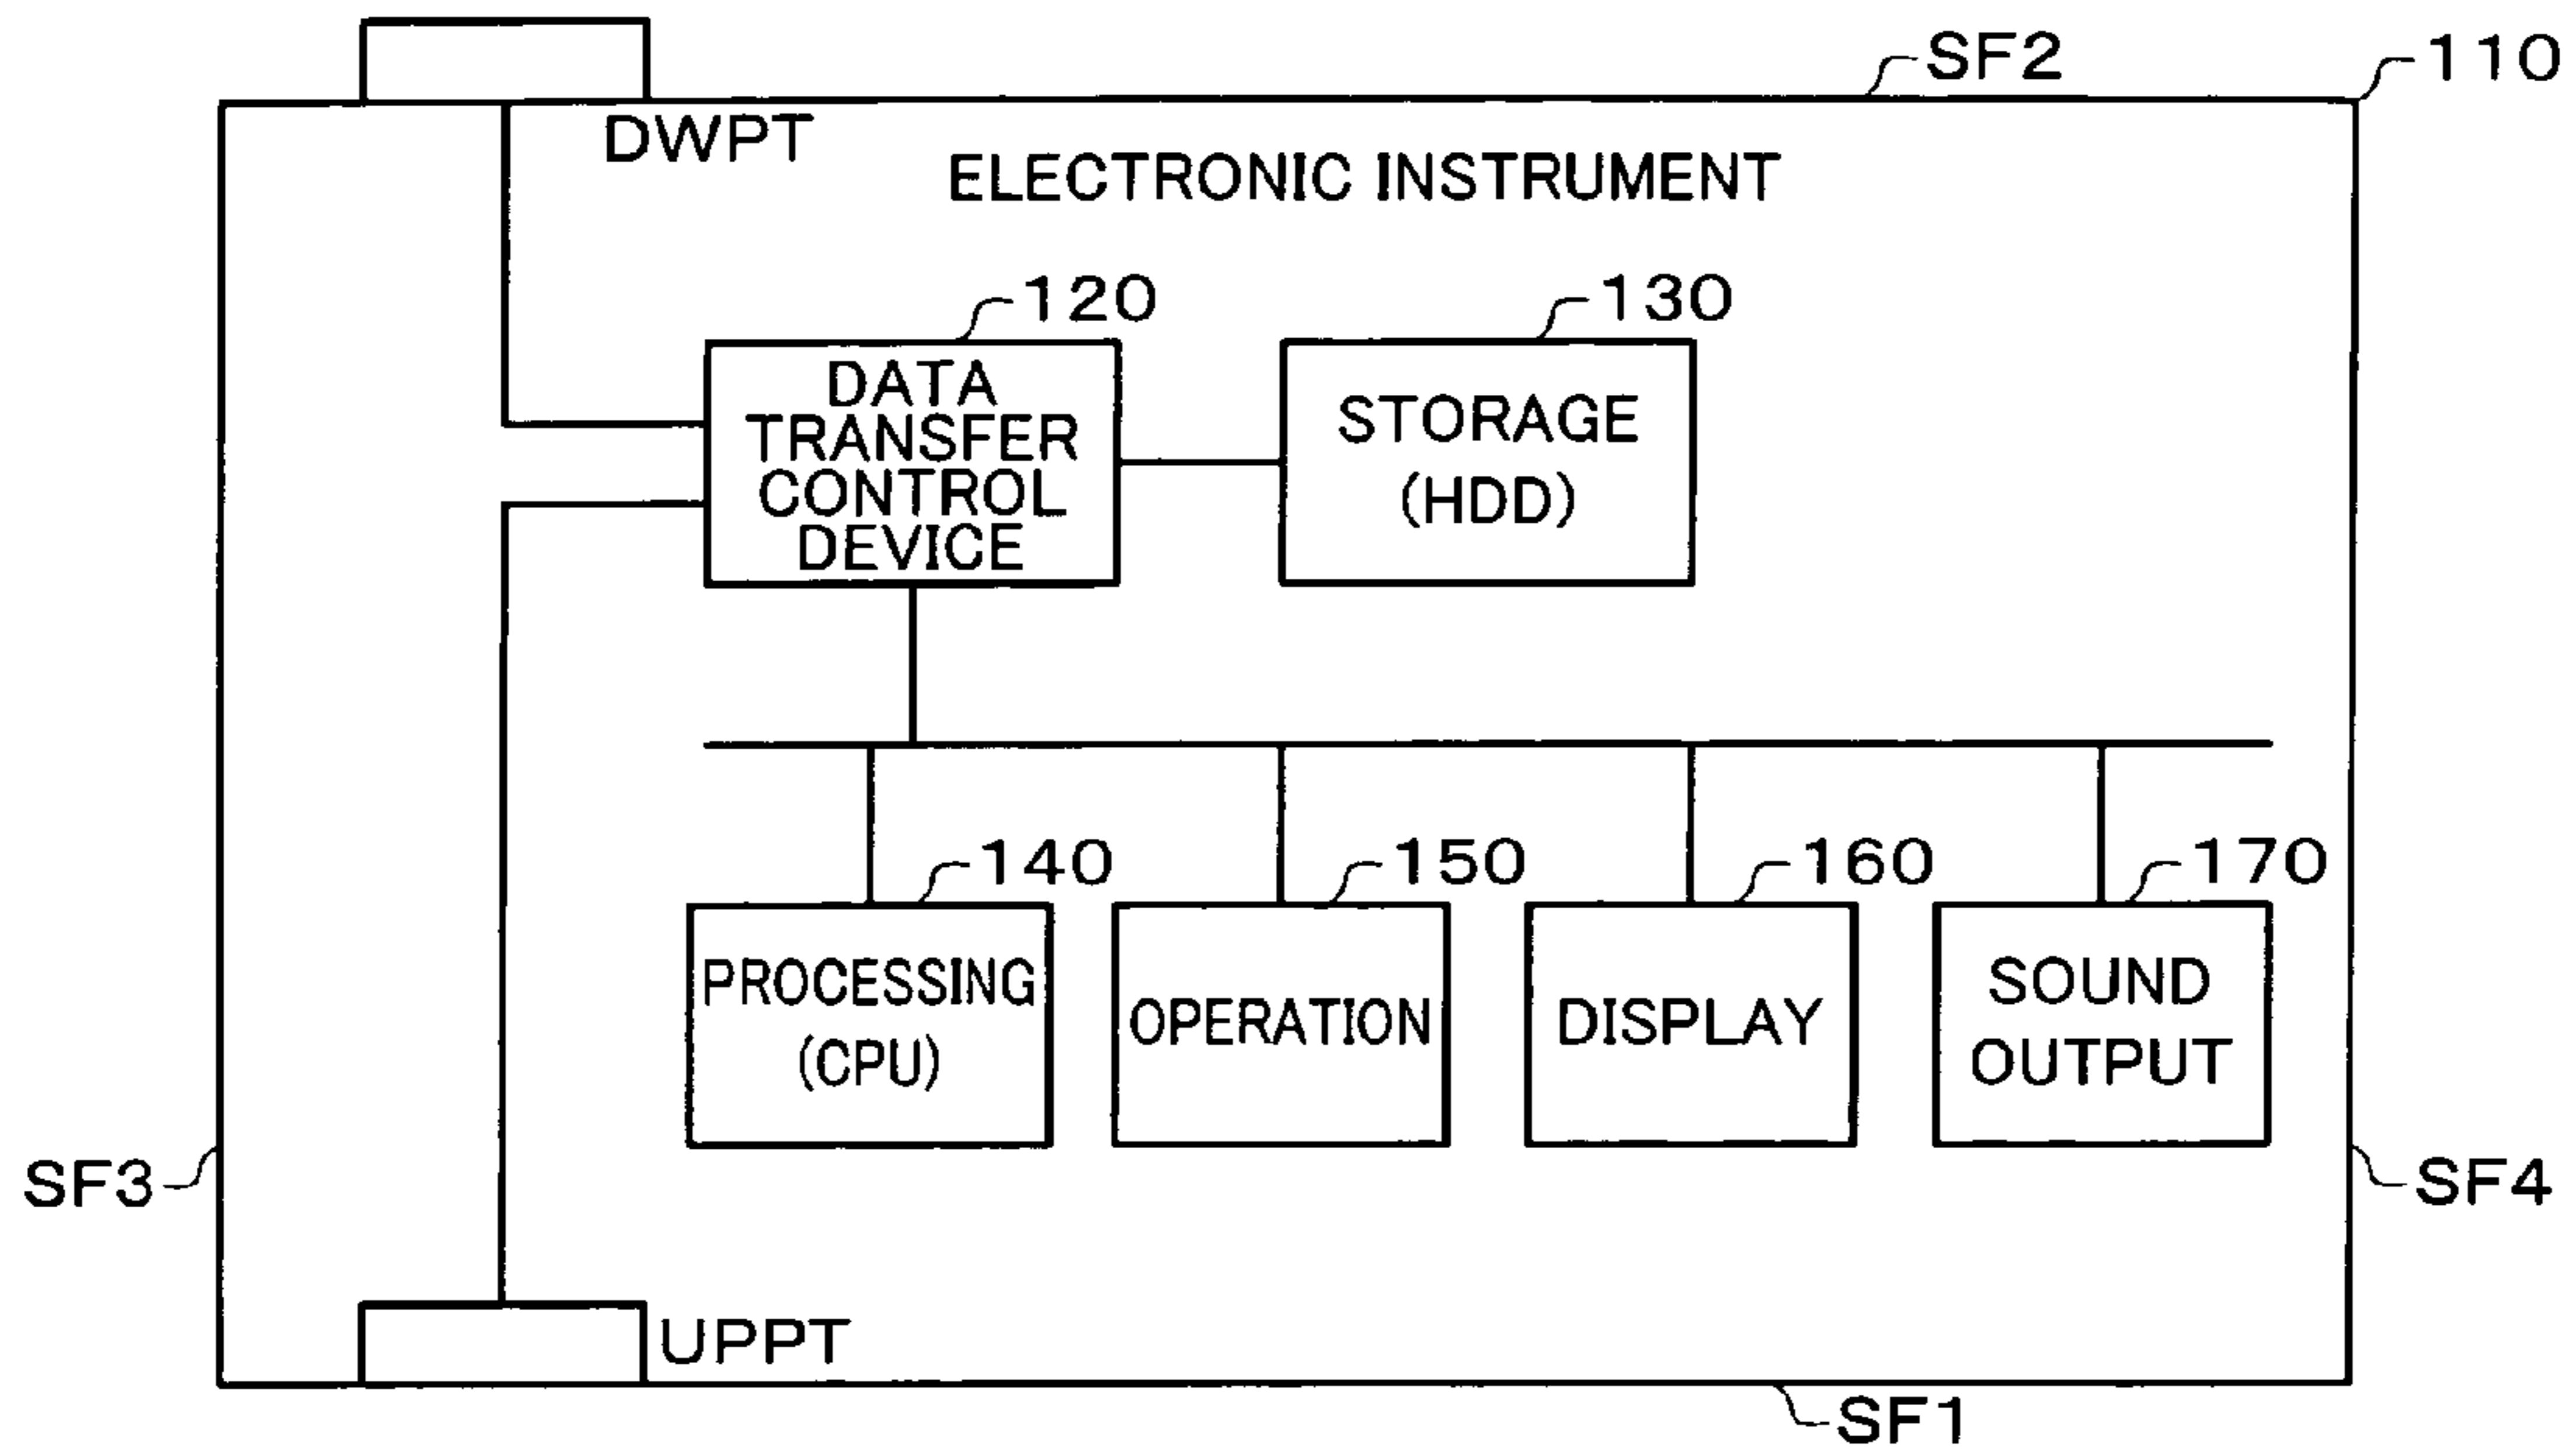 SF2
110
DWPT
ELECTRONIC INSTRUMENT
120
130
DATA
TRANSFER
CONTROL
DEVICE
STORAGE
(HDD)
140
150
160
170
PROCESSING
(CPU)
OPERATION
DISPLAY
SOUND
OUTPUT
SF3
SF4
UPPT
SF1